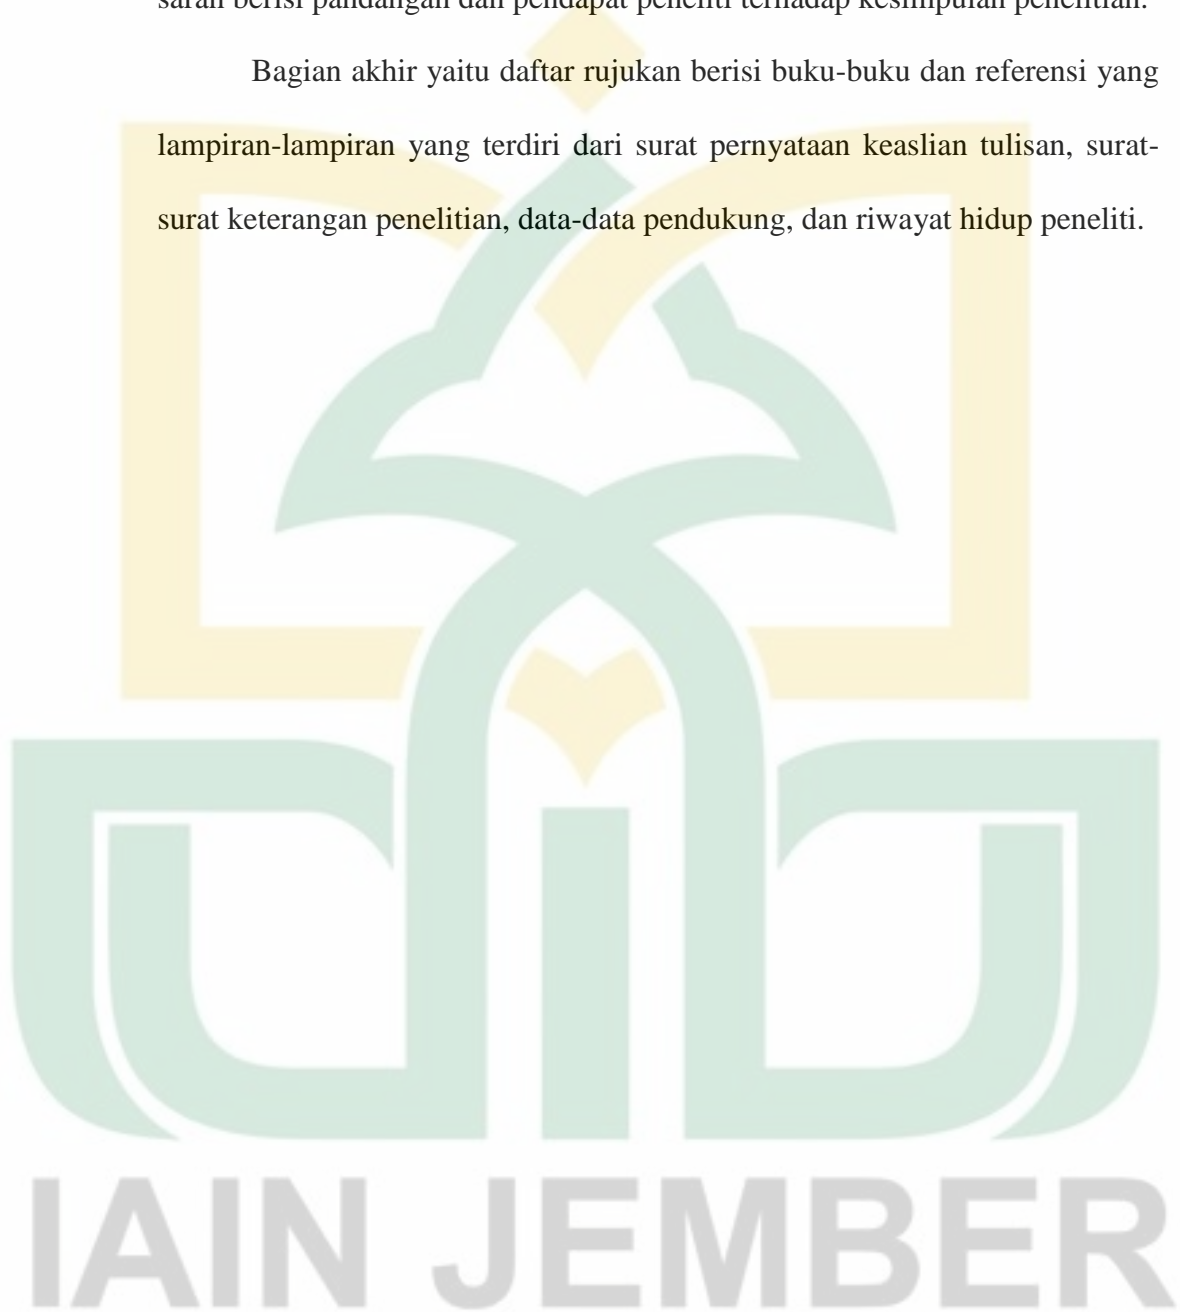 saran berisi pandangan dan pendapat peneliti terhadap kesimpulan penelitian.
Bagian akhir yaitu daftar rujukan berisi buku-buku dan referensi yang
lampiran-lampiran yang terdiri dari surat pernyataan keaslian tulisan, surat-
surat keterangan penelitian, data-data pendukung, dan riwayat hidup peneliti.
IAIN JEMBER